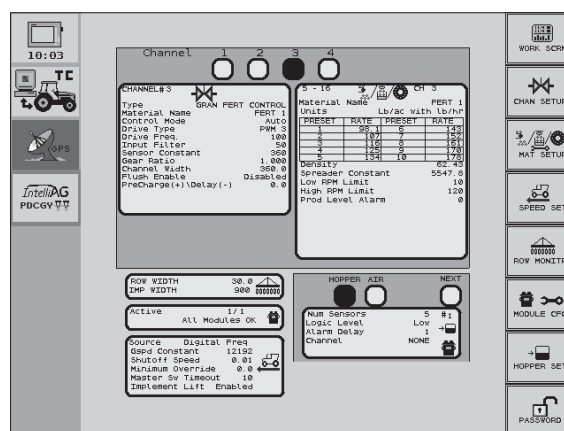 10:03
TC
GPS
IntelliAG
PDCGY
Channel 1 2 3 4
CHANNEL# 3
Type GRAN FERT CONTROL
Material Name FERT 1
Control Mode Auto
Drive Type PWM 3
Drive Freq. 100
Input Filter 50
Sensor Constant 360
Gear Ratio 1.000
Channel Width 360.0
Flush Enable Disabled
PreCharge(+)\Delay(-) 0.0
5 - 16 CH 3
Material Name FERT 1
Units Lb/ac with lb/hr
PRESET RATE PRESET RATE
1 98.1 6 143
2 107 7 152
3 116 8 161
4 125 9 170
5 134 10 178
Density 62.43
Spreader Constant 5547.8
Low RPM Limit 10
High RPM Limit 120
Prod Level Alarm 0
ROW WIDTH 30.0
IMP WIDTH 900
Active 1/1
All Modules OK
Source Digital Freq
Gspd Constant 12192
Shutoff Speed 0.01
Minimum Override 0.0
Master Sw Timeout 10
Implement Lift Enabled
HOPPER AIR NEXT
Num Sensors 5 #1
Logic Level Low
Alarm Delay 1
Channel NONE
WORK SCRN
CHAN SETUP
MAT SETUP
SPEED SET
ROW MONITR
MODULE CFG
HOPPER SET
PASSWORD